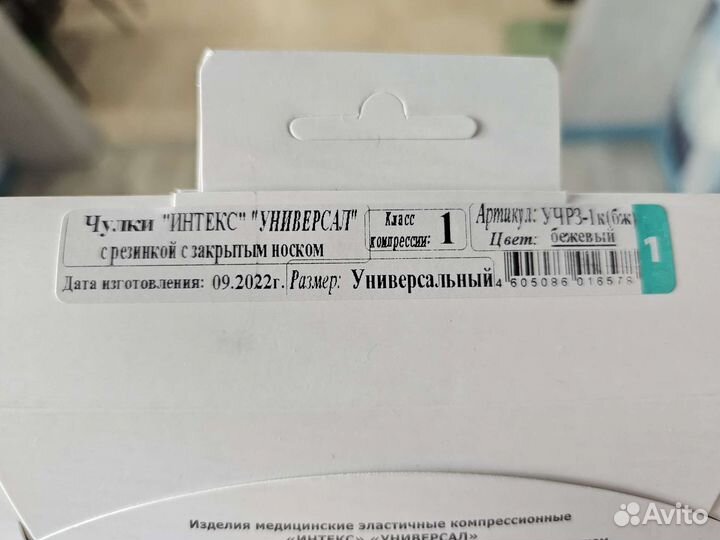 Чулки "ИНТЕКС" "УНИВЕРСАЛ"
с резинкой с закрытым носком
Класс
компрессии: 1
Артикул: УЧРЗ-1к(бж)
Цвет: бежевый
1
Дата изготовления: 09.2022г.
Размер: Универсальный
4 605086 016578
Изделия медицинские эластичные компрессионные
«ИНТЕКС» «УНИВЕРСАЛ»
Avito